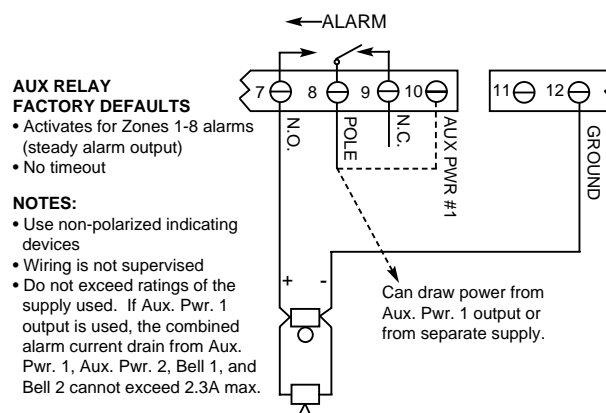 ALARM
AUX RELAY
FACTORY DEFAULTS
• Activates for Zones 1-8 alarms
(steady alarm output)
• No timeout
NOTES:
• Use non-polarized indicating
devices
• Wiring is not supervised
• Do not exceed ratings of the
supply used. If Aux. Pwr. 1
output is used, the combined
alarm current drain from Aux.
Pwr. 1, Aux. Pwr. 2, Bell 1, and
Bell 2 cannot exceed 2.3A max.
7 8 9 10 11 12
N.O.
POLE
N.C.
AUX PWR #1
GROUND
+ -
Can draw power from
Aux. Pwr. 1 output or
from separate supply.